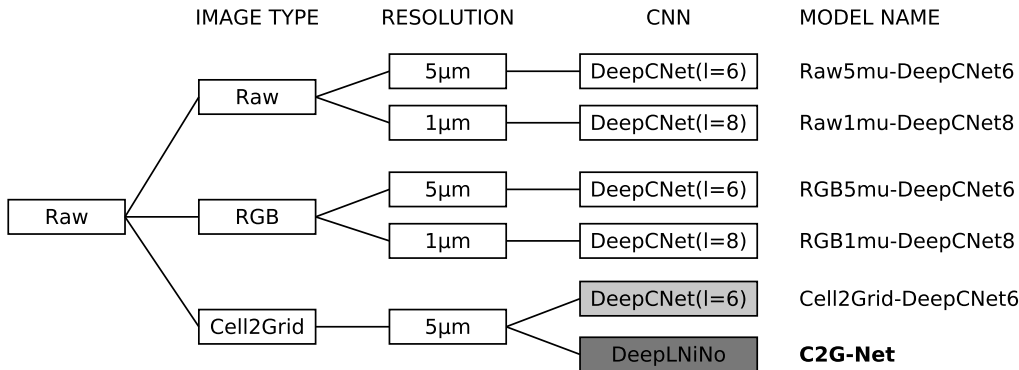 IMAGE TYPE RESOLUTION CNN MODEL NAME
5µm DeepCNet(l=6) Raw5mu-DeepCNet6
Raw
1µm DeepCNet(l=8) Raw1mu-DeepCNet8
5µm DeepCNet(l=6) RGB5mu-DeepCNet6
Raw RGB
1µm DeepCNet(l=8) RGB1mu-DeepCNet8
DeepCNet(l=6) Cell2Grid-DeepCNet6
Cell2Grid 5µm
DeepLNiNo C2G-Net